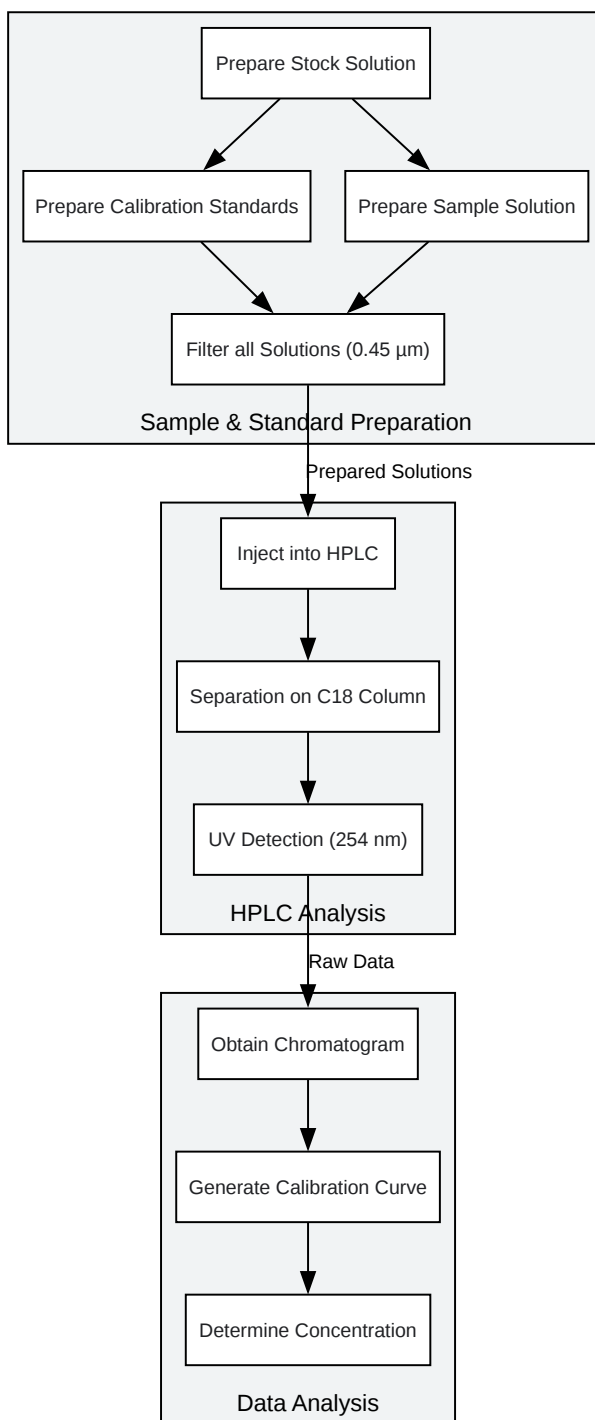 Prepare Stock Solution
Prepare Calibration Standards
Prepare Sample Solution
Filter all Solutions (0.45 µm)
Sample & Standard Preparation
Prepared Solutions
Inject into HPLC
Separation on C18 Column
UV Detection (254 nm)
HPLC Analysis
Raw Data
Obtain Chromatogram
Generate Calibration Curve
Determine Concentration
Data Analysis